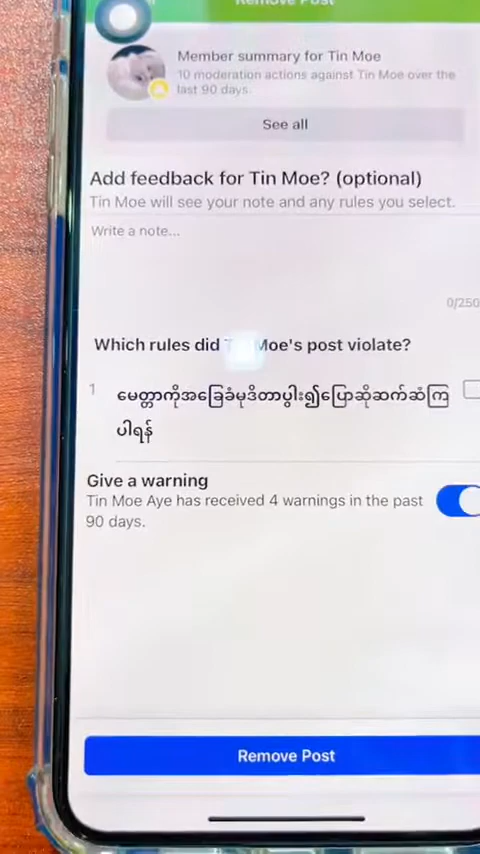 Remove Post
Member summary for Tin Moe
10 moderation actions against Tin Moe over the
last 90 days.
See all
Add feedback for Tin Moe? (optional)
Tin Moe will see your note and any rules you select.
Write a note...
0/250
Which rules did Moe's post violate?
1 မေတ္တာကိုအခြေခံမုဒိတာပွါး၍ပြောဆိုဆက်ဆံကြ
ပါရန်
Give a warning
Tin Moe Aye has received 4 warnings in the past
90 days.
Remove Post